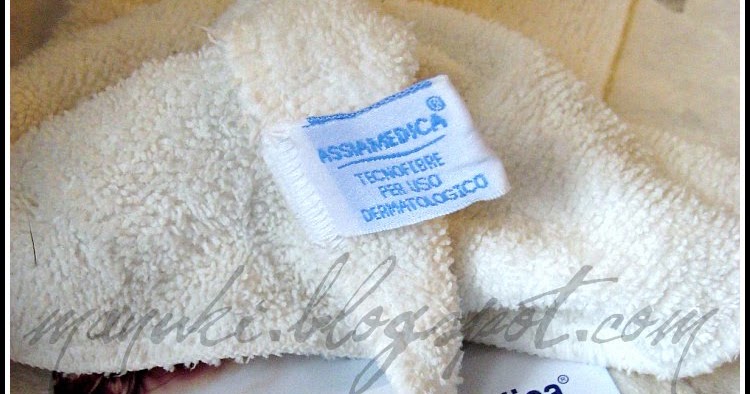 ASSIAMEDICA®
TECNOFIBRE
PER USO
DERMATOLOGICO
mayuki.blogspot.com